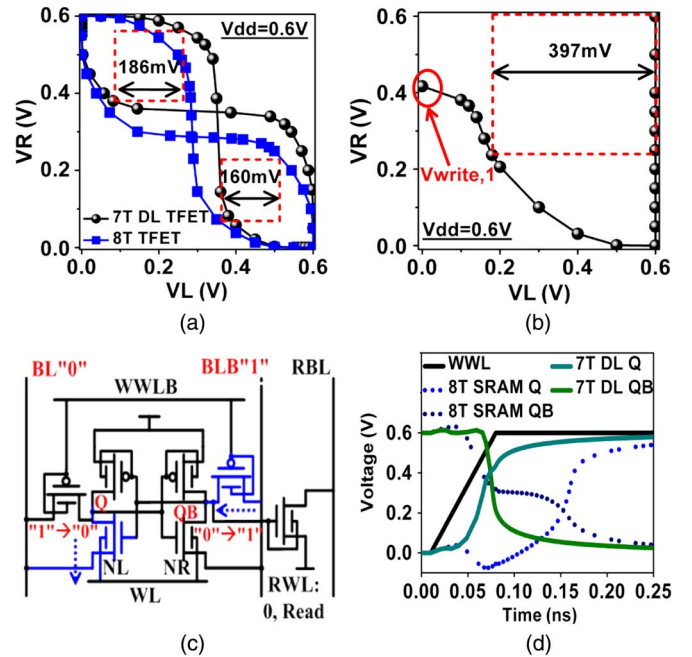 (a)
0.6
0.4
0.2
0.0
VR (V)
Vdd=0.6V
186mV
160mV
7T DL TFET
8T TFET
0.0 0.2 0.4 0.6
VL (V)
(b)
0.6
0.4
0.2
0.0
VR (V)
397mV
Vwrite,1
Vdd=0.6V
0.0 0.2 0.4 0.6
VL (V)
(a)
(b)
BL"0"
BLB"1"
RBL
WWLB
Q
QB
"1"→"0"
"0"→"1"
NL
NR
WL
RWL:
0, Read
(c)
WWL
7T DL Q
8T SRAM Q
7T DL QB
8T SRAM QB
0.6
0.4
0.2
0.0
Voltage (V)
0.00 0.05 0.10 0.15 0.20 0.25
Time (ns)
(d)